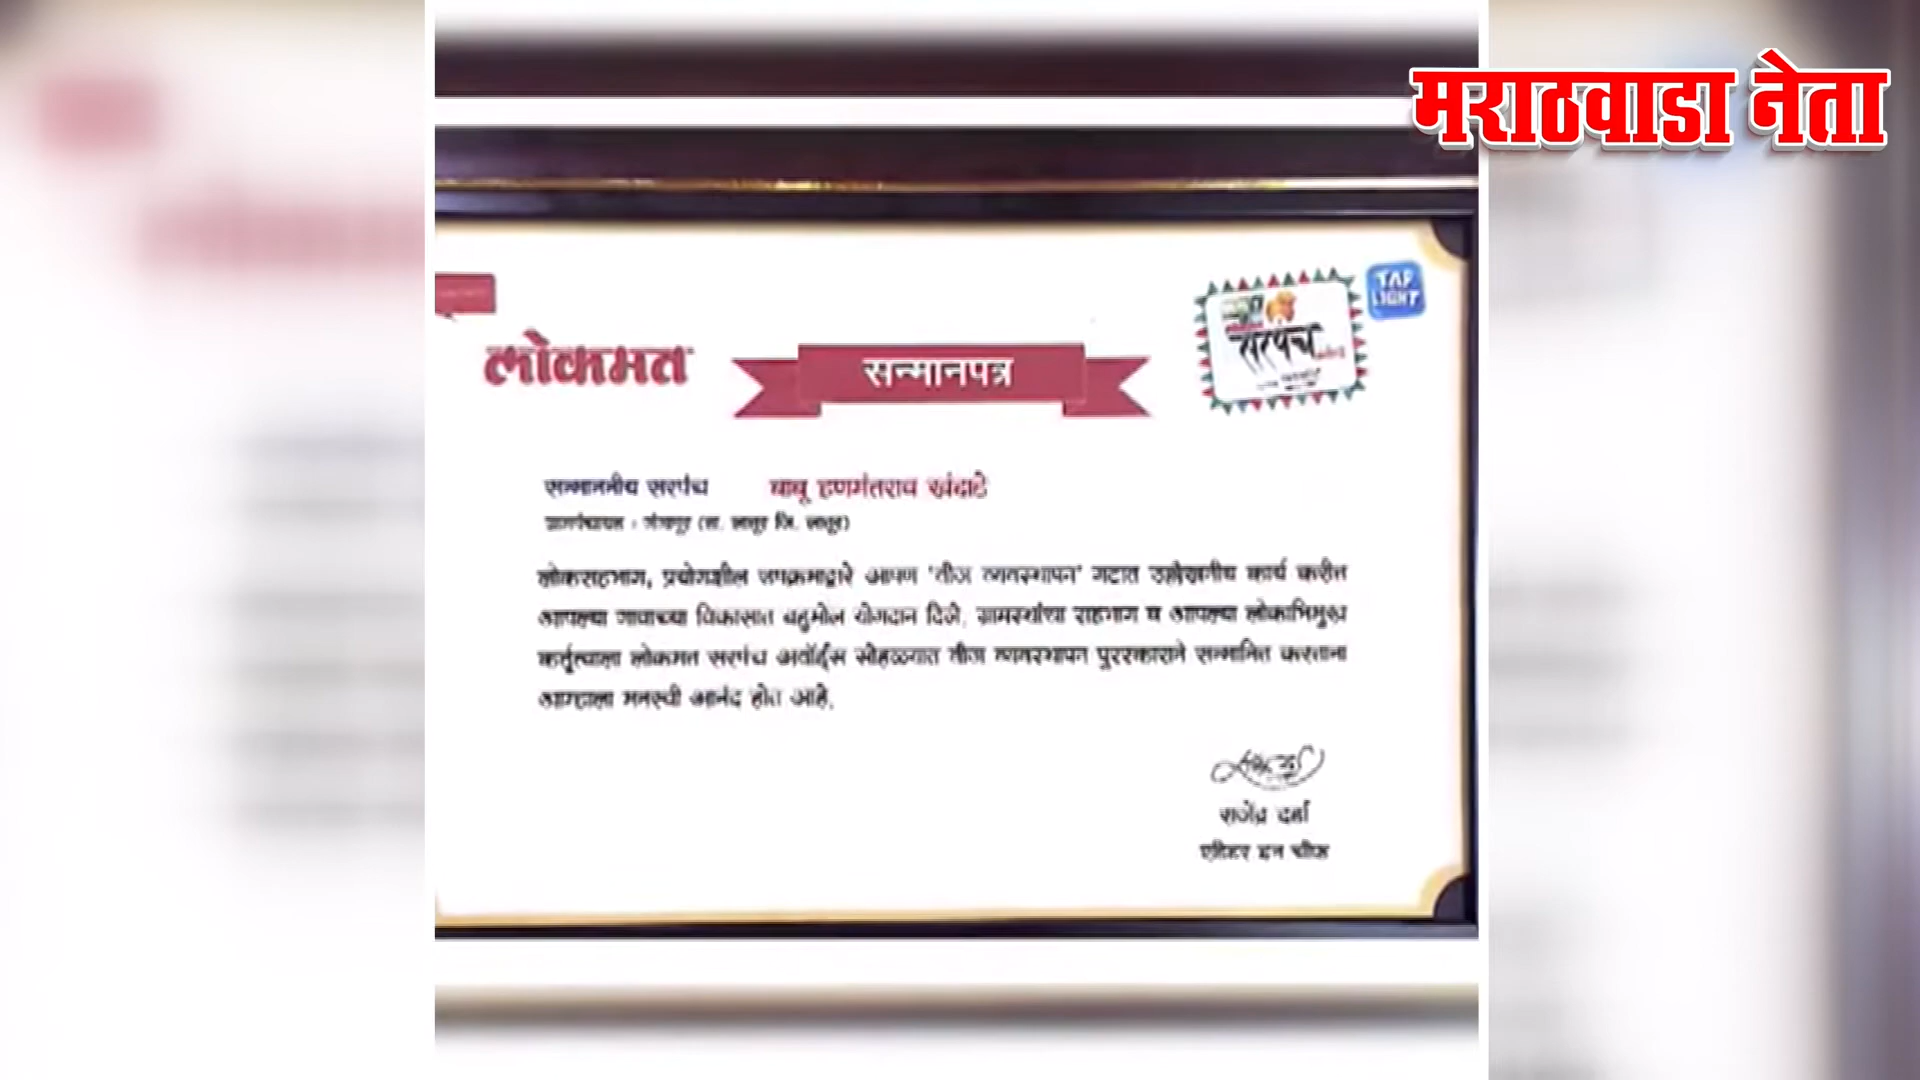 मराठवाडा नेता
TAP LIGHT
सरपंच
लोकमत
सन्मानपत्र
सन्माननीय सरपंच बाबू हणमंतराव खंदाडे
ग्रामपंचायत : गंगापूर (ता. लातूर जि. लातूर)
लोकसहभाग, प्रयोगशील उपक्रमाद्वारे आपण 'वीज व्यवस्थापन' गटात उल्लेखनीय कार्य करीत
आपल्या गावाच्या विकासात बहुमोल योगदान दिले. ग्रामस्थांचा सहभाग व आपल्या लोकाभिमुख
कर्तृत्वाला लोकमत सरपंच अवॉर्ड्स सोहळ्यात वीज व्यवस्थापन पुरस्काराने सन्मानित करताना
आम्हाला मनस्वी आनंद होत आहे.
राजेंद्र दर्डा
एडिटर इन चीफ